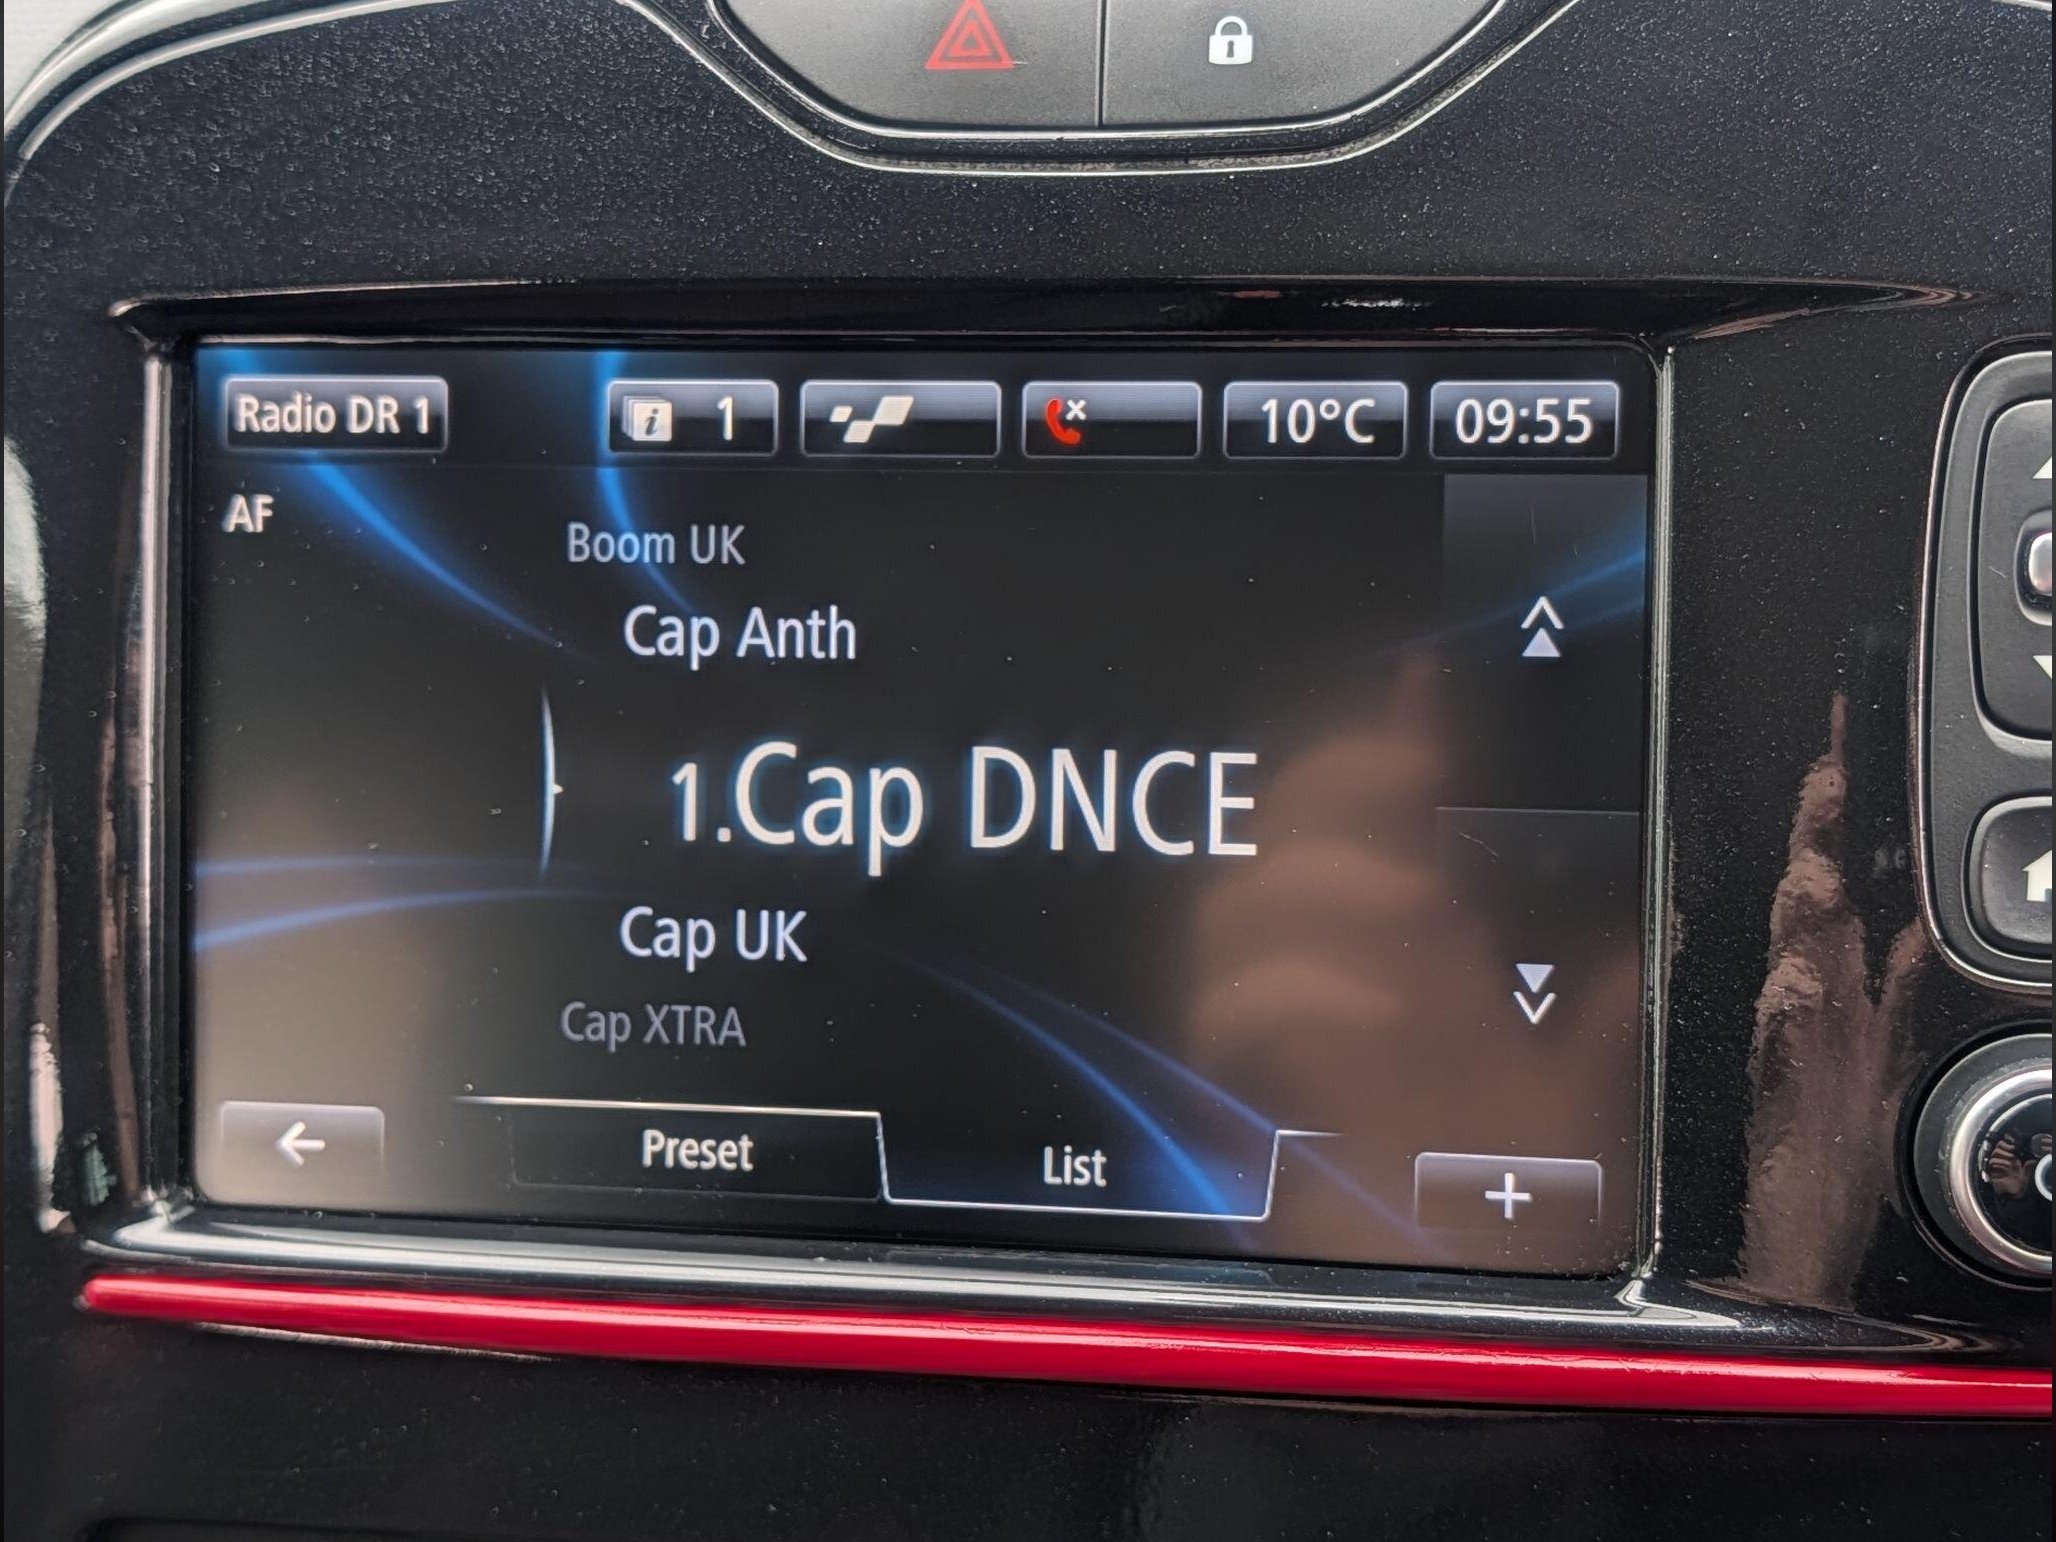 Radio DR 1
1
10°C
09:55
AF
Boom UK
Cap Anth
1.Cap DNCE
Cap UK
Cap XTRA
Preset
List